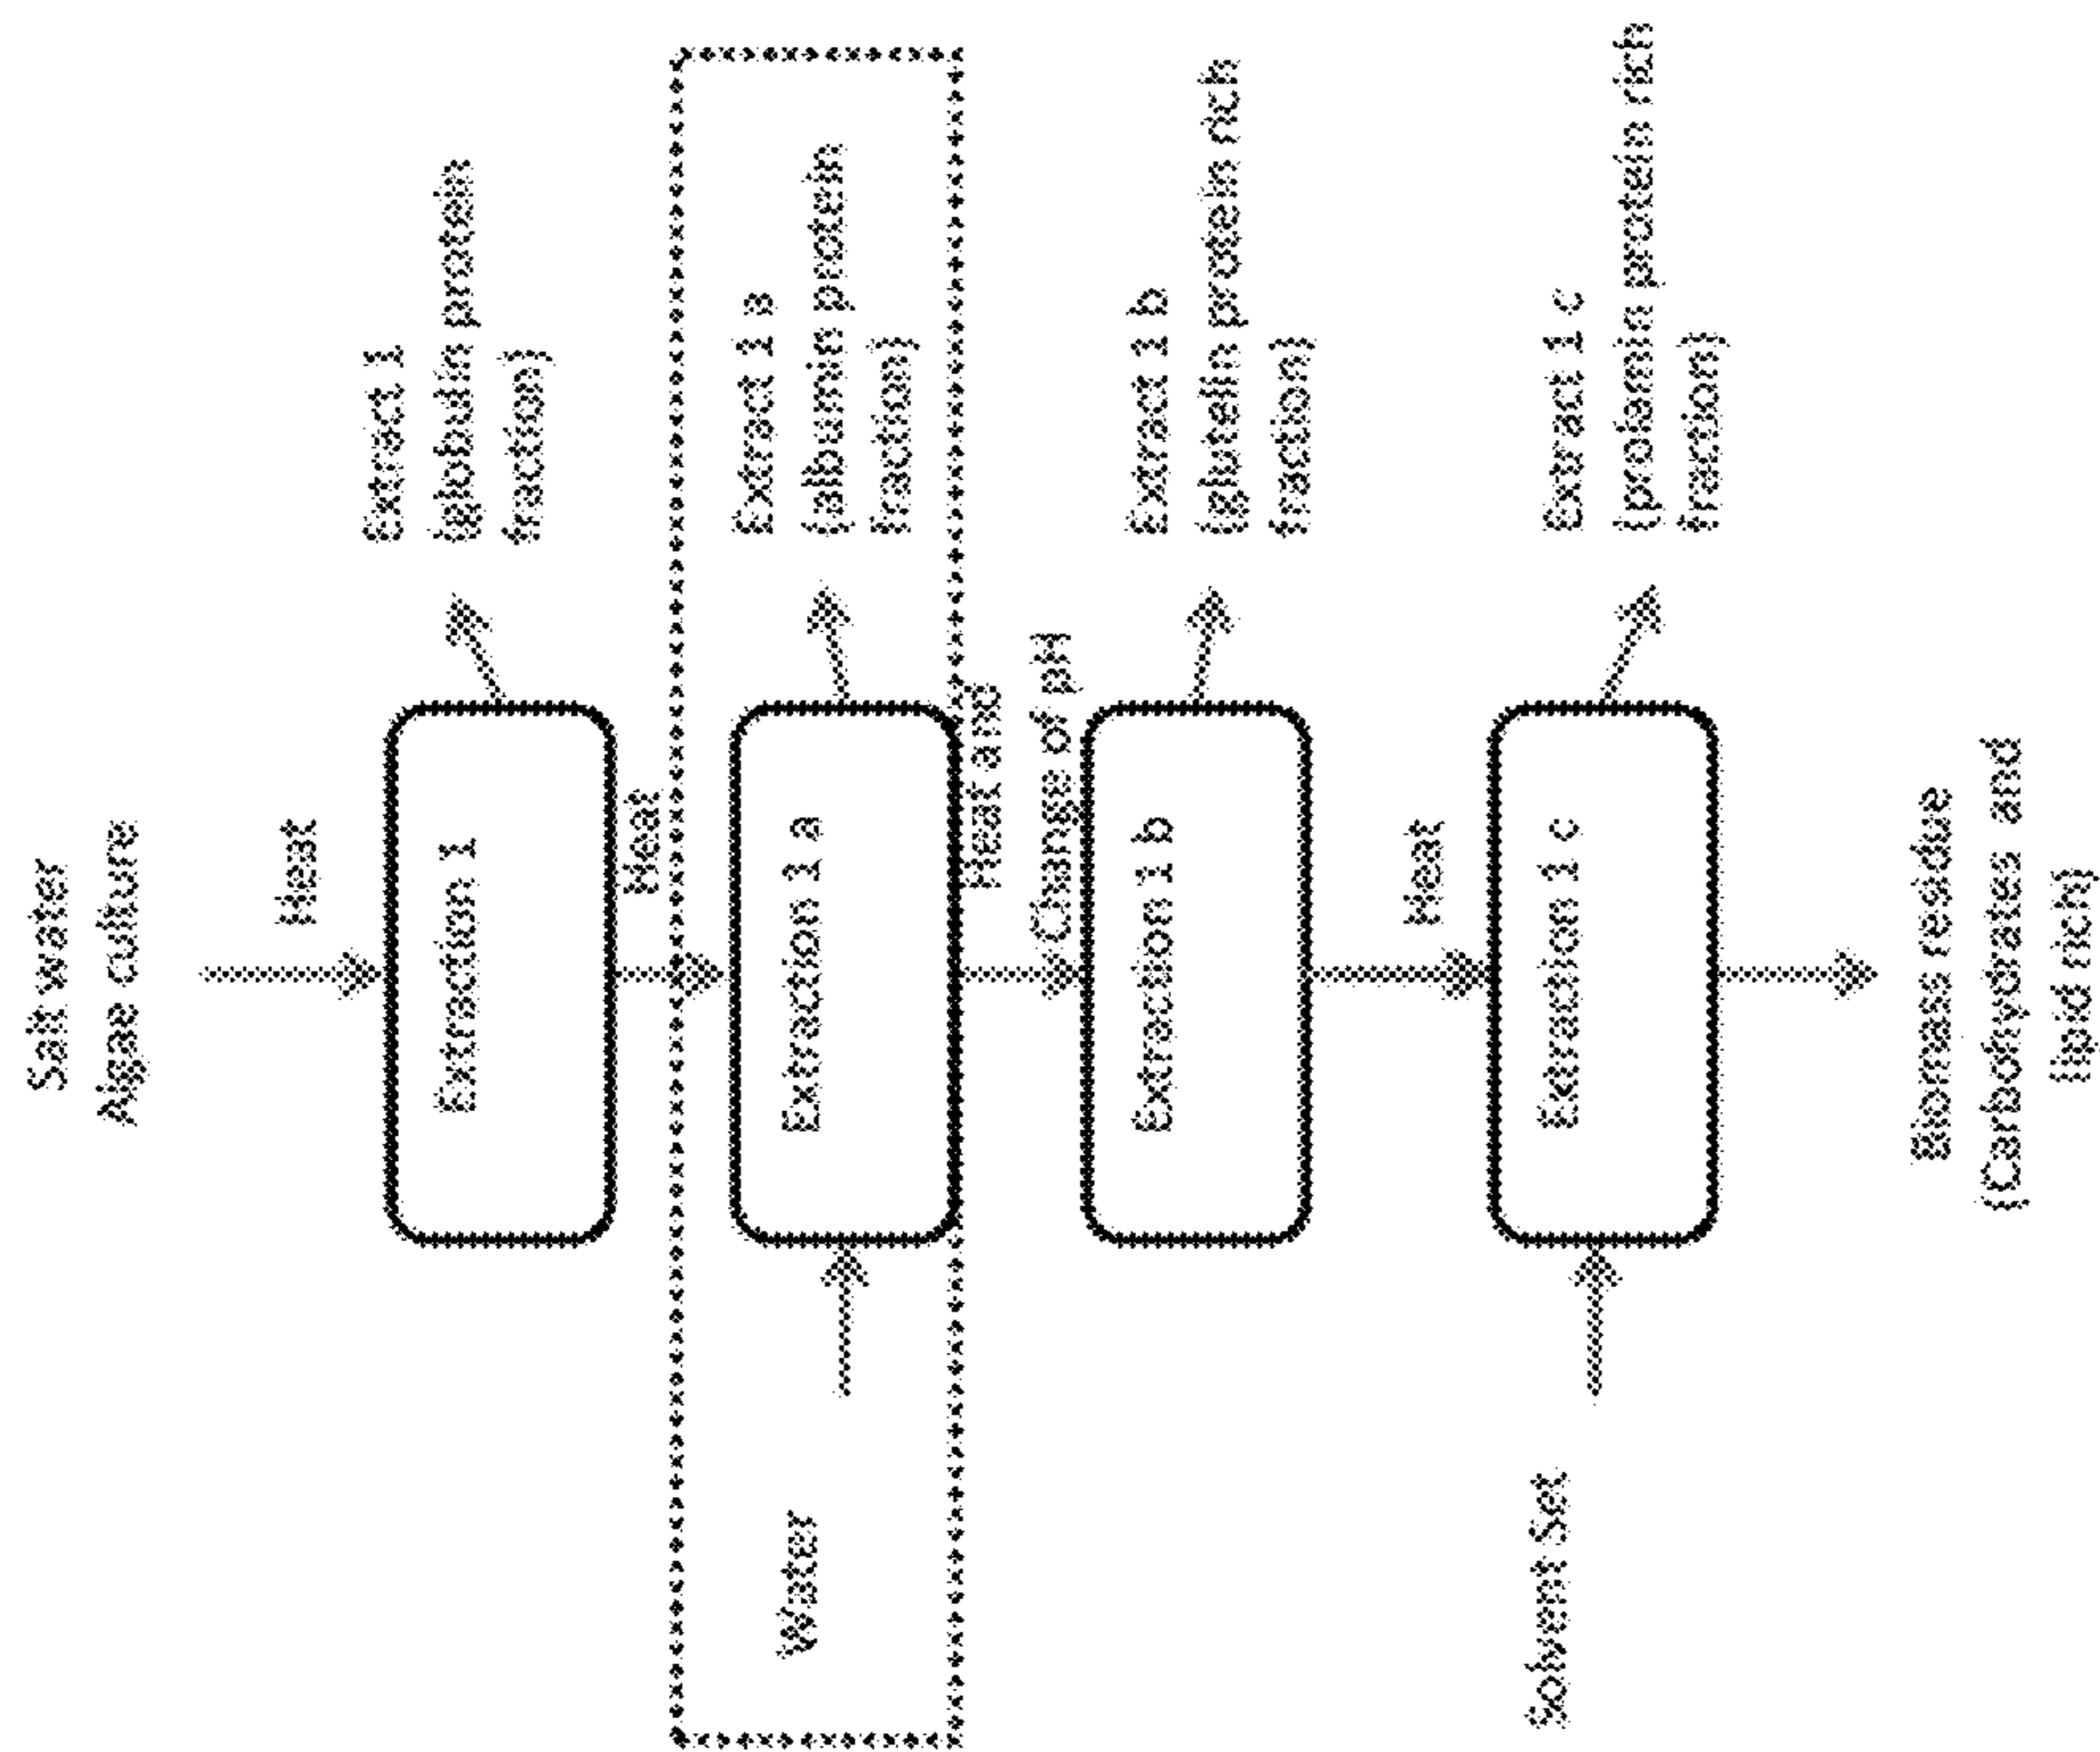 Salt water
Algae culture
Heat
Extraction 1
Extract 1
(globulin protein
fraction)
Heat
Water
Extraction 1 a
Extract 1 a
(albumin protein
fraction)
Heat and
Change of pH
Extraction 1 b
Extract 1 b
(glutelin protein rich
fraction)
Heat
Solvent Set
Extraction 1 c
Extract 1 c
(prolamin protein rich
fraction)
Biomass residue
(Carbohydrates and
lipid rich)